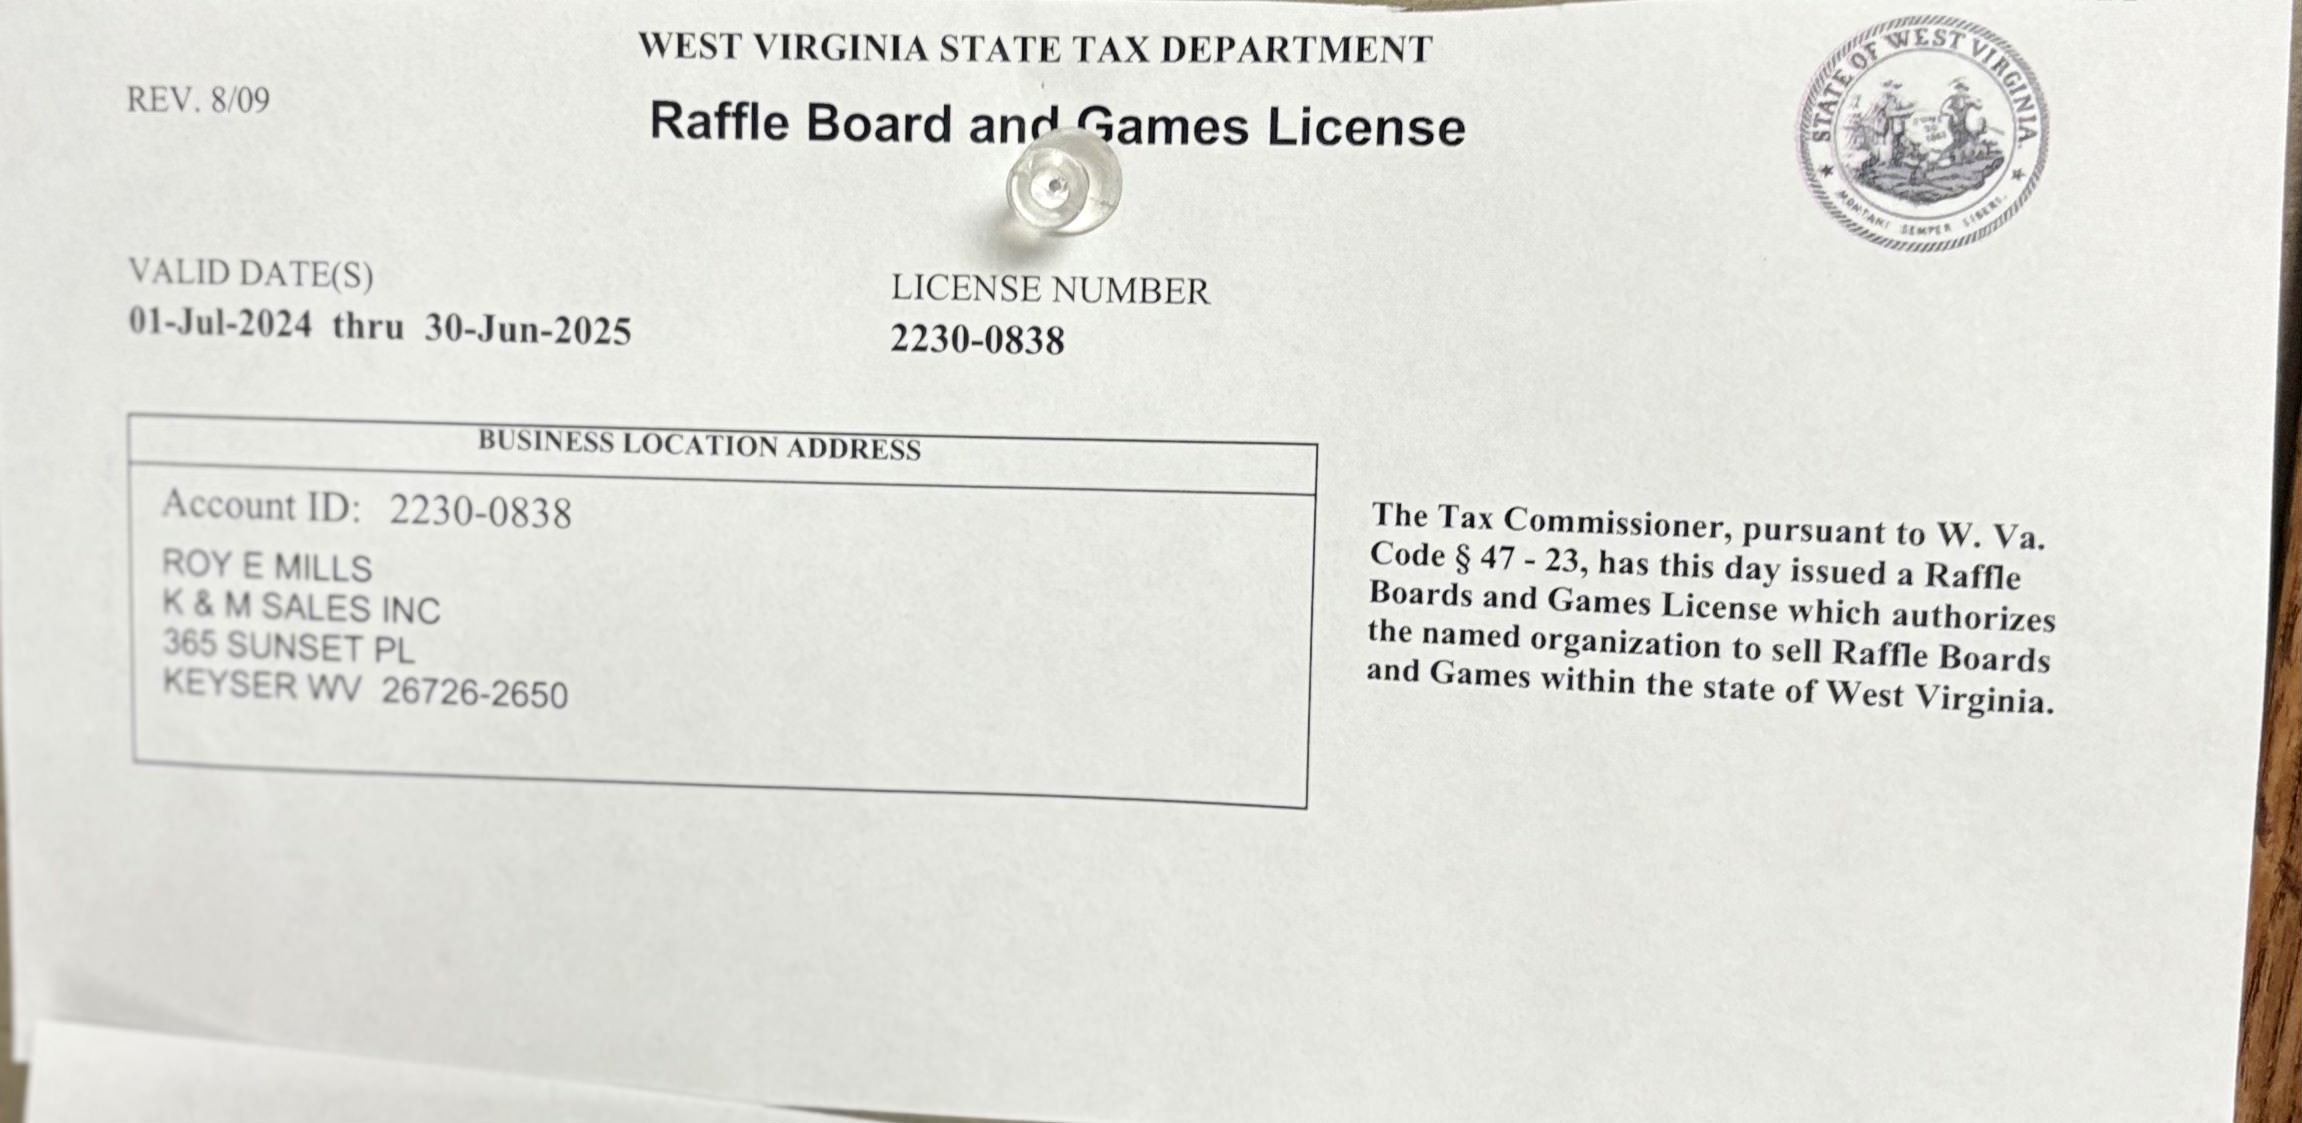 WEST VIRGINIA STATE TAX DEPARTMENT
REV. 8/09
Raffle Board and Games License
STATE OF WEST VIRGINIA
MONTANI SEMPER LIBERI
VALID DATE(S)
01-Jul-2024 thru 30-Jun-2025
LICENSE NUMBER
2230-0838
BUSINESS LOCATION ADDRESS
Account ID: 2230-0838
ROY E MILLS
K & M SALES INC
365 SUNSET PL
KEYSER WV 26726-2650
The Tax Commissioner, pursuant to W. Va.
Code § 47 - 23, has this day issued a Raffle
Boards and Games License which authorizes
the named organization to sell Raffle Boards
and Games within the state of West Virginia.